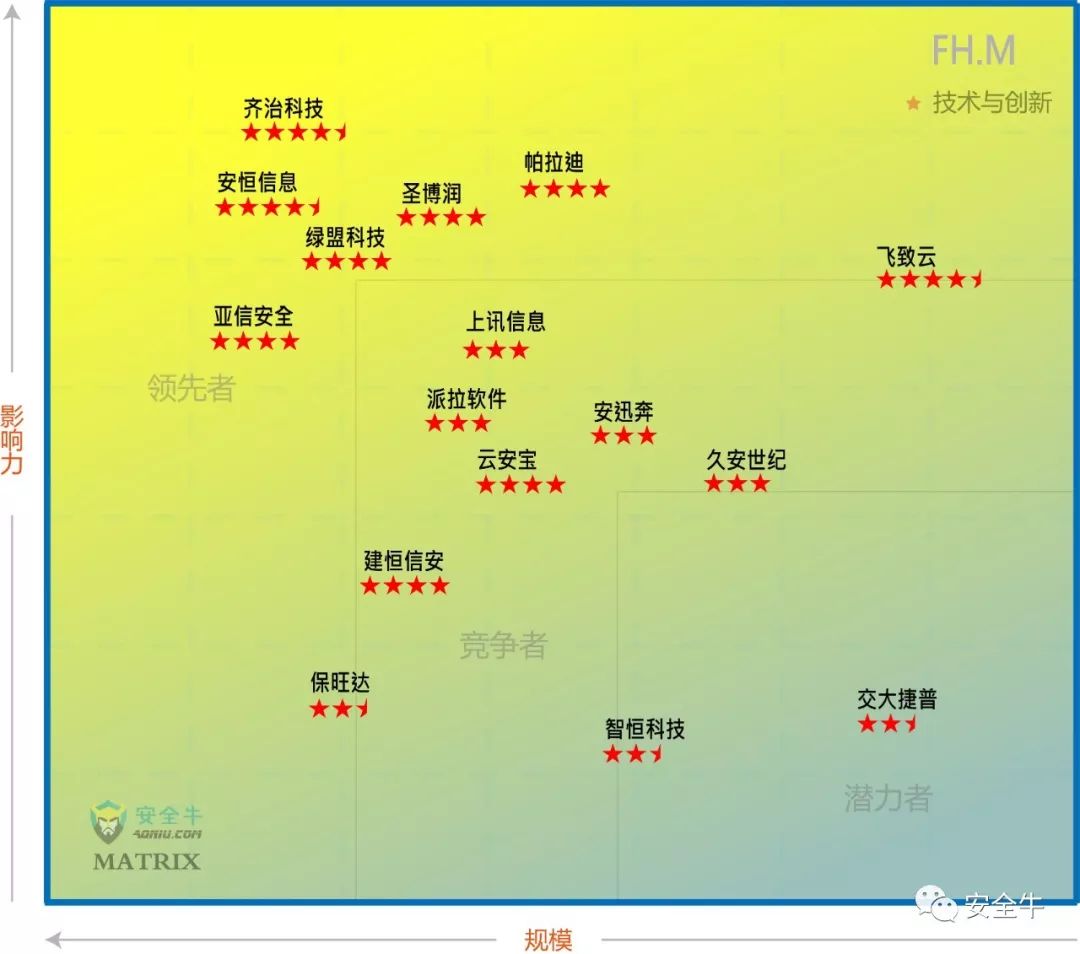 FH.M
★ 技术与创新
齐治科技
帕拉迪
安恒信息
圣博润
绿盟科技
飞致云
亚信安全
上讯信息
领先者
派拉软件
安迅奔
影响力
云安宝
久安世纪
建恒信安
竞争者
保旺达
交大捷普
智恒科技
潜力者
安全牛
AQNIU.COM
MATRIX
安全牛
规模